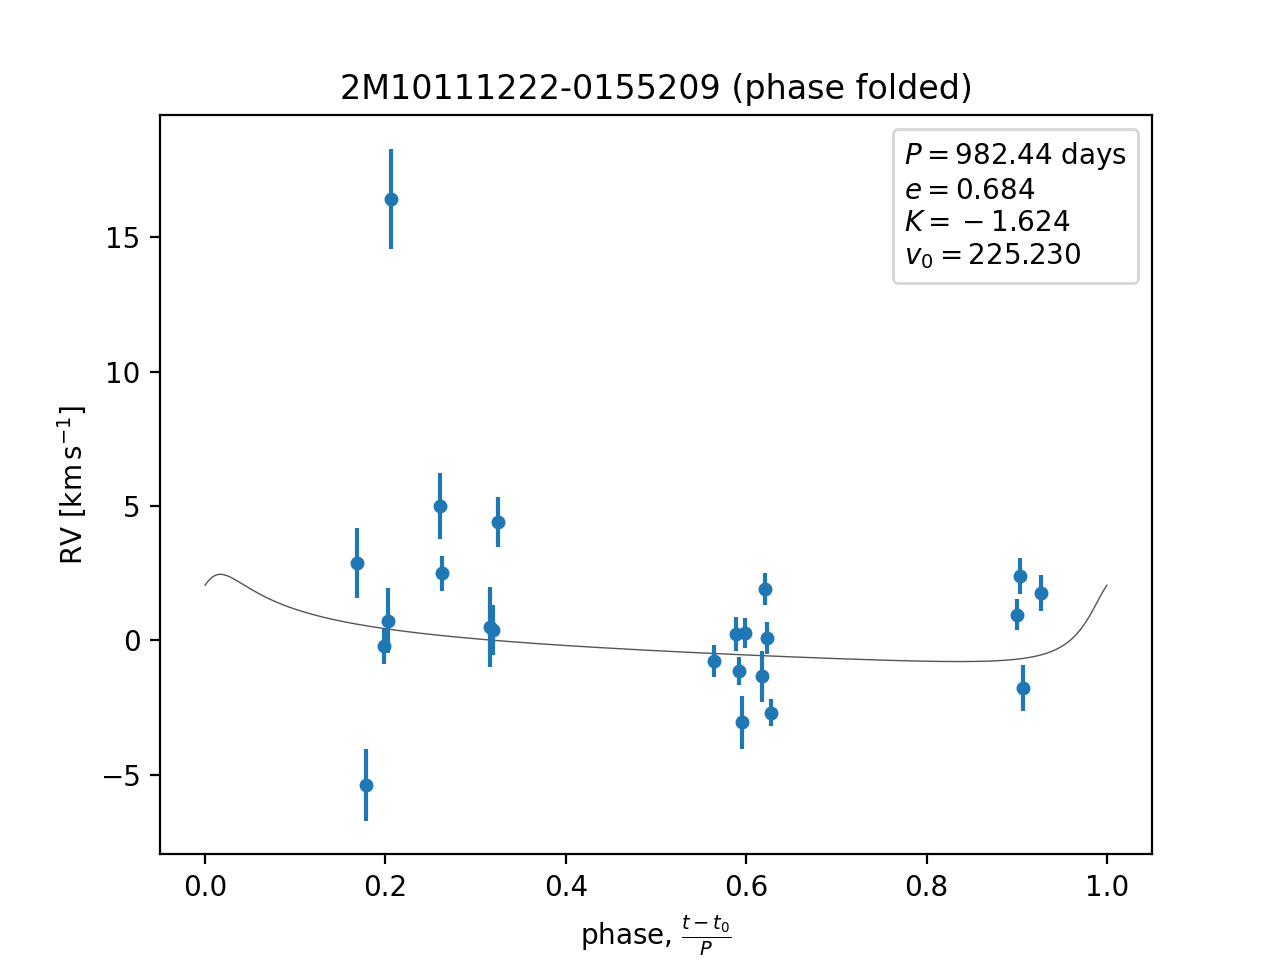 2M10111222-0155209 (phase folded)
P = 982.44 days
e = 0.684
K = −1.624
v₀ = 225.230
RV [km s⁻¹]
15
10
5
0
−5
0.0 0.2 0.4 0.6 0.8 1.0
phase, (t − t₀)/P